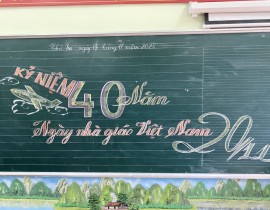 KỶ NIỆM
40 Năm
Ngày nhà giáo Việt Nam 20/11